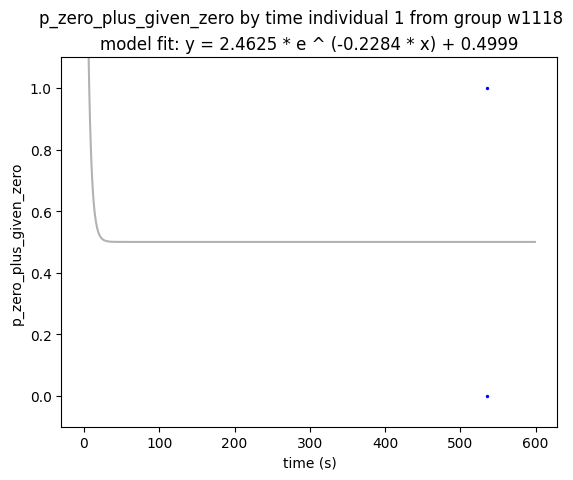 p_zero_plus_given_zero by time individual 1 from group w1118
model fit: y = 2.4625 * e ^ (-0.2284 * x) + 0.4999
1.0
0.8
0.6
0.4
0.2
0.0
p_zero_plus_given_zero
0 100 200 300 400 500 600
time (s)